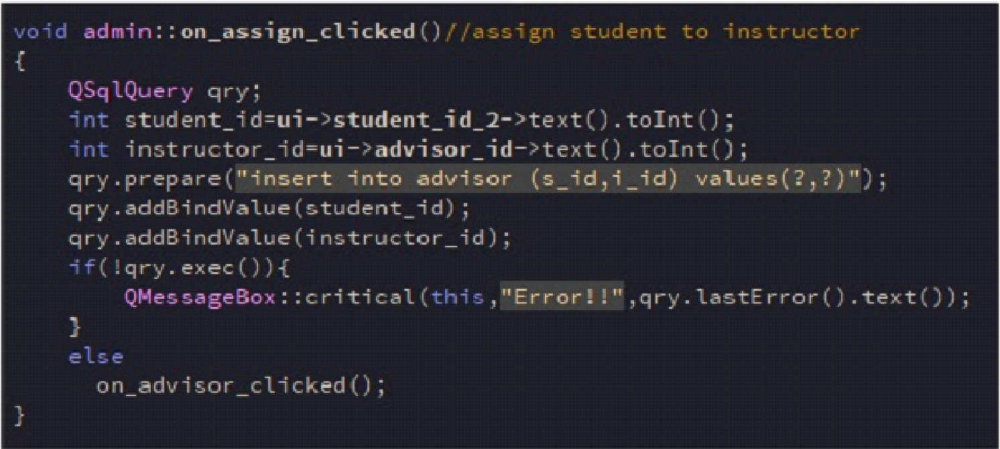 void admin::on_assign_clicked()//assign student to instructor
{
    QSqlQuery qry;
    int student_id=ui->student_id_2->text().toInt();
    int instructor_id=ui->advisor_id->text().toInt();
    qry.prepare("insert into advisor (s_id,i_id) values(?,?)");
    qry.addBindValue(student_id);
    qry.addBindValue(instructor_id);
    if(!qry.exec()){
        QMessageBox::critical(this,"Error!!",qry.lastError().text());
    }
    else
      on_advisor_clicked();
}